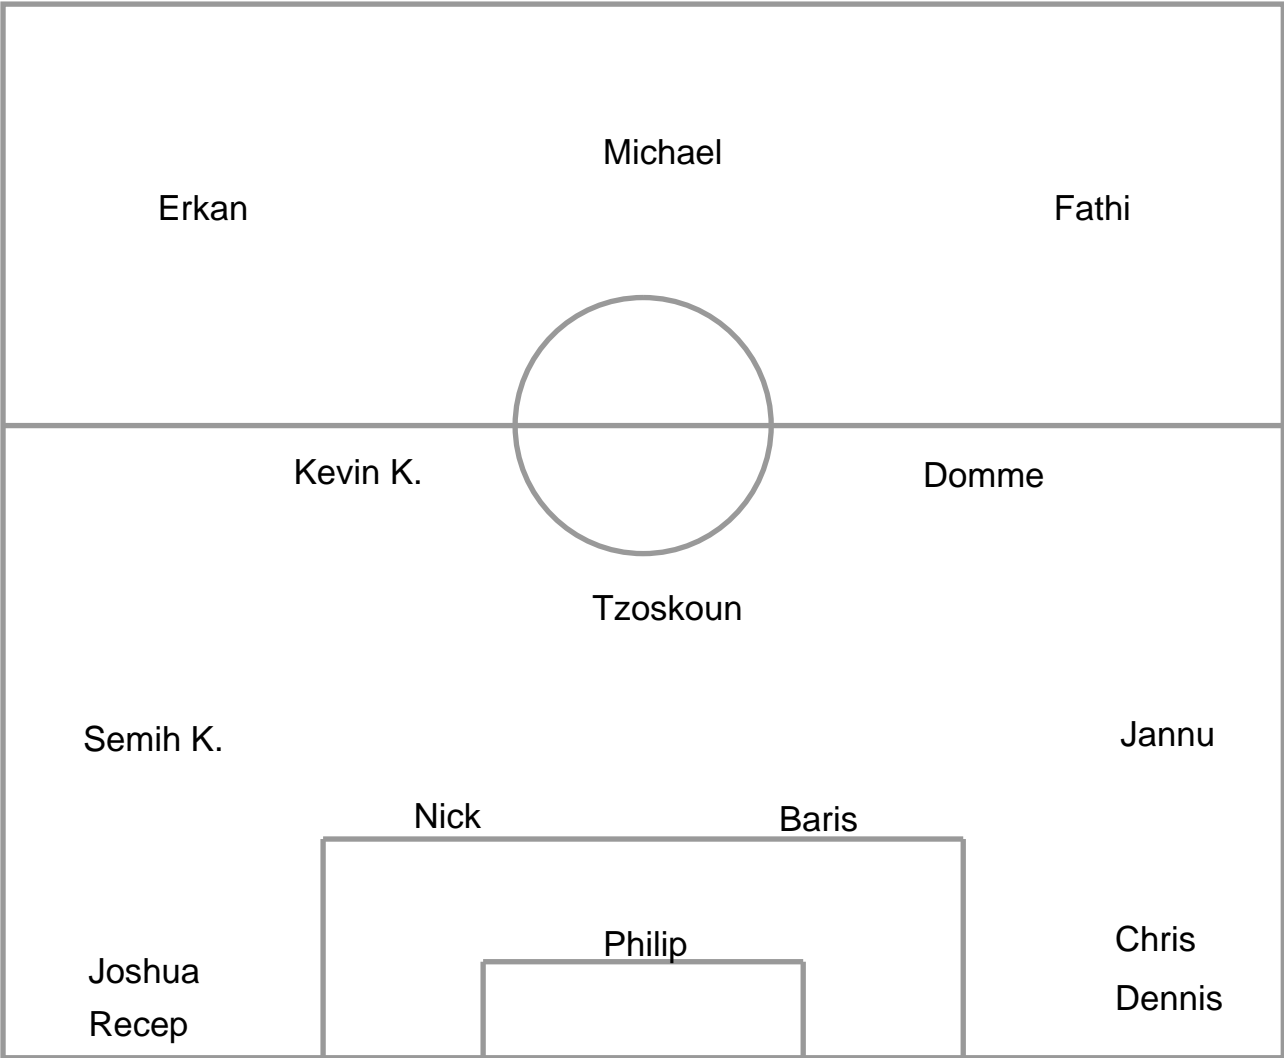 Michael
Erkan
Fathi
Kevin K.
Domme
Tzoskoun
Semih K.
Jannu
Nick
Baris
Philip
Chris
Joshua
Dennis
Recep